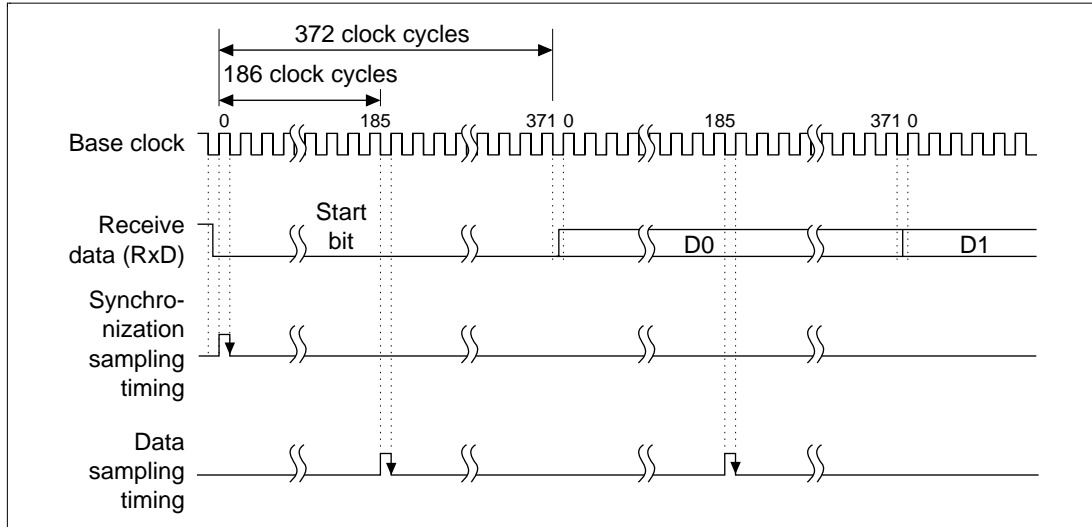 372 clock cycles
186 clock cycles
0 185 371 0 185 371 0
Base clock
Receive
data (RxD)
Start
bit
D0
D1
Synchro-
nization
sampling
timing
Data
sampling
timing